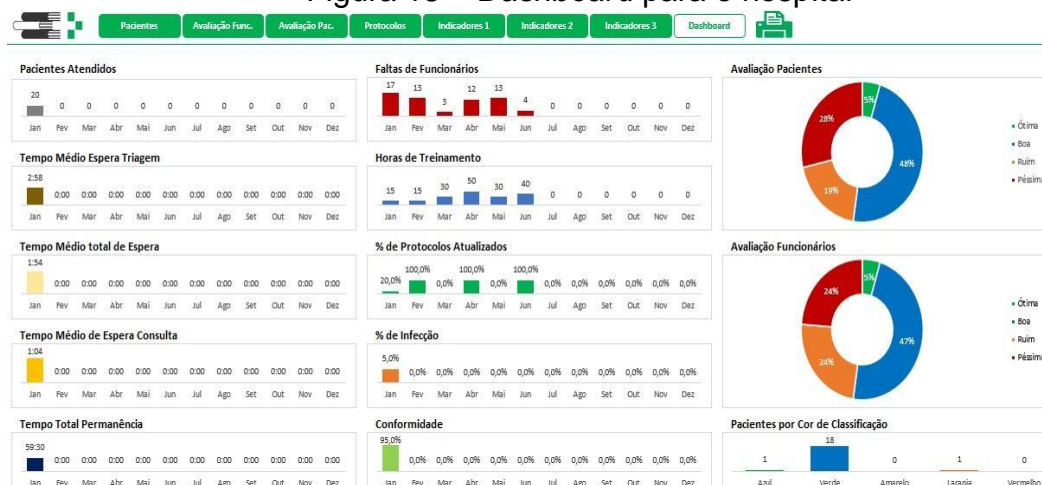 Figura 10 – Dashboard para o hospital
Pacientes Avaliação Func. Avaliação Pac. Protocolos Indicadores 1 Indicadores 2 Indicadores 3 Dashboard
Pacientes Atendidos
20 0 0 0 0 0 0 0 0 0 0 0
Jan Fev Mar Abr Mai Jun Jul Ago Set Out Nov Dez
Tempo Médio Espera Triagem
2:58 0:00 0:00 0:00 0:00 0:00 0:00 0:00 0:00 0:00 0:00 0:00
Jan Fev Mar Abr Mai Jun Jul Ago Set Out Nov Dez
Tempo Médio total de Espera
1:54 0:00 0:00 0:00 0:00 0:00 0:00 0:00 0:00 0:00 0:00 0:00
Jan Fev Mar Abr Mai Jun Jul Ago Set Out Nov Dez
Tempo Médio de Espera Consulta
1:04 0:00 0:00 0:00 0:00 0:00 0:00 0:00 0:00 0:00 0:00 0:00
Jan Fev Mar Abr Mai Jun Jul Ago Set Out Nov Dez
Tempo Total Permanência
59:30 0:00 0:00 0:00 0:00 0:00 0:00 0:00 0:00 0:00 0:00 0:00
Jan Fev Mar Abr Mai Jun Jul Ago Set Out Nov Dez
Faltas de Funcionários
17 13 3 12 13 4 0 0 0 0 0 0
Jan Fev Mar Abr Mai Jun Jul Ago Set Out Nov Dez
Horas de Treinamento
15 15 30 50 30 40 0 0 0 0 0 0
Jan Fev Mar Abr Mai Jun Jul Ago Set Out Nov Dez
% de Protocolos Atualizados
20,0% 100,0% 0,0% 100,0% 0,0% 100,0% 0,0% 0,0% 0,0% 0,0% 0,0% 0,0%
Jan Fev Mar Abr Mai Jun Jul Ago Set Out Nov Dez
% de Infecção
5,0% 0,0% 0,0% 0,0% 0,0% 0,0% 0,0% 0,0% 0,0% 0,0% 0,0% 0,0%
Jan Fev Mar Abr Mai Jun Jul Ago Set Out Nov Dez
Conformidade
95,0% 0,0% 0,0% 0,0% 0,0% 0,0% 0,0% 0,0% 0,0% 0,0% 0,0% 0,0%
Jan Fev Mar Abr Mai Jun Jul Ago Set Out Nov Dez
Avaliação Pacientes
5%
28%
48%
19%
Ótima
Boa
Ruim
Péssima
Avaliação Funcionários
5%
24%
47%
24%
Ótima
Boa
Ruim
Péssima
Pacientes por Cor de Classificação
1 18 0 1 0
Azul Verde Amarelo Laranja Vermelho